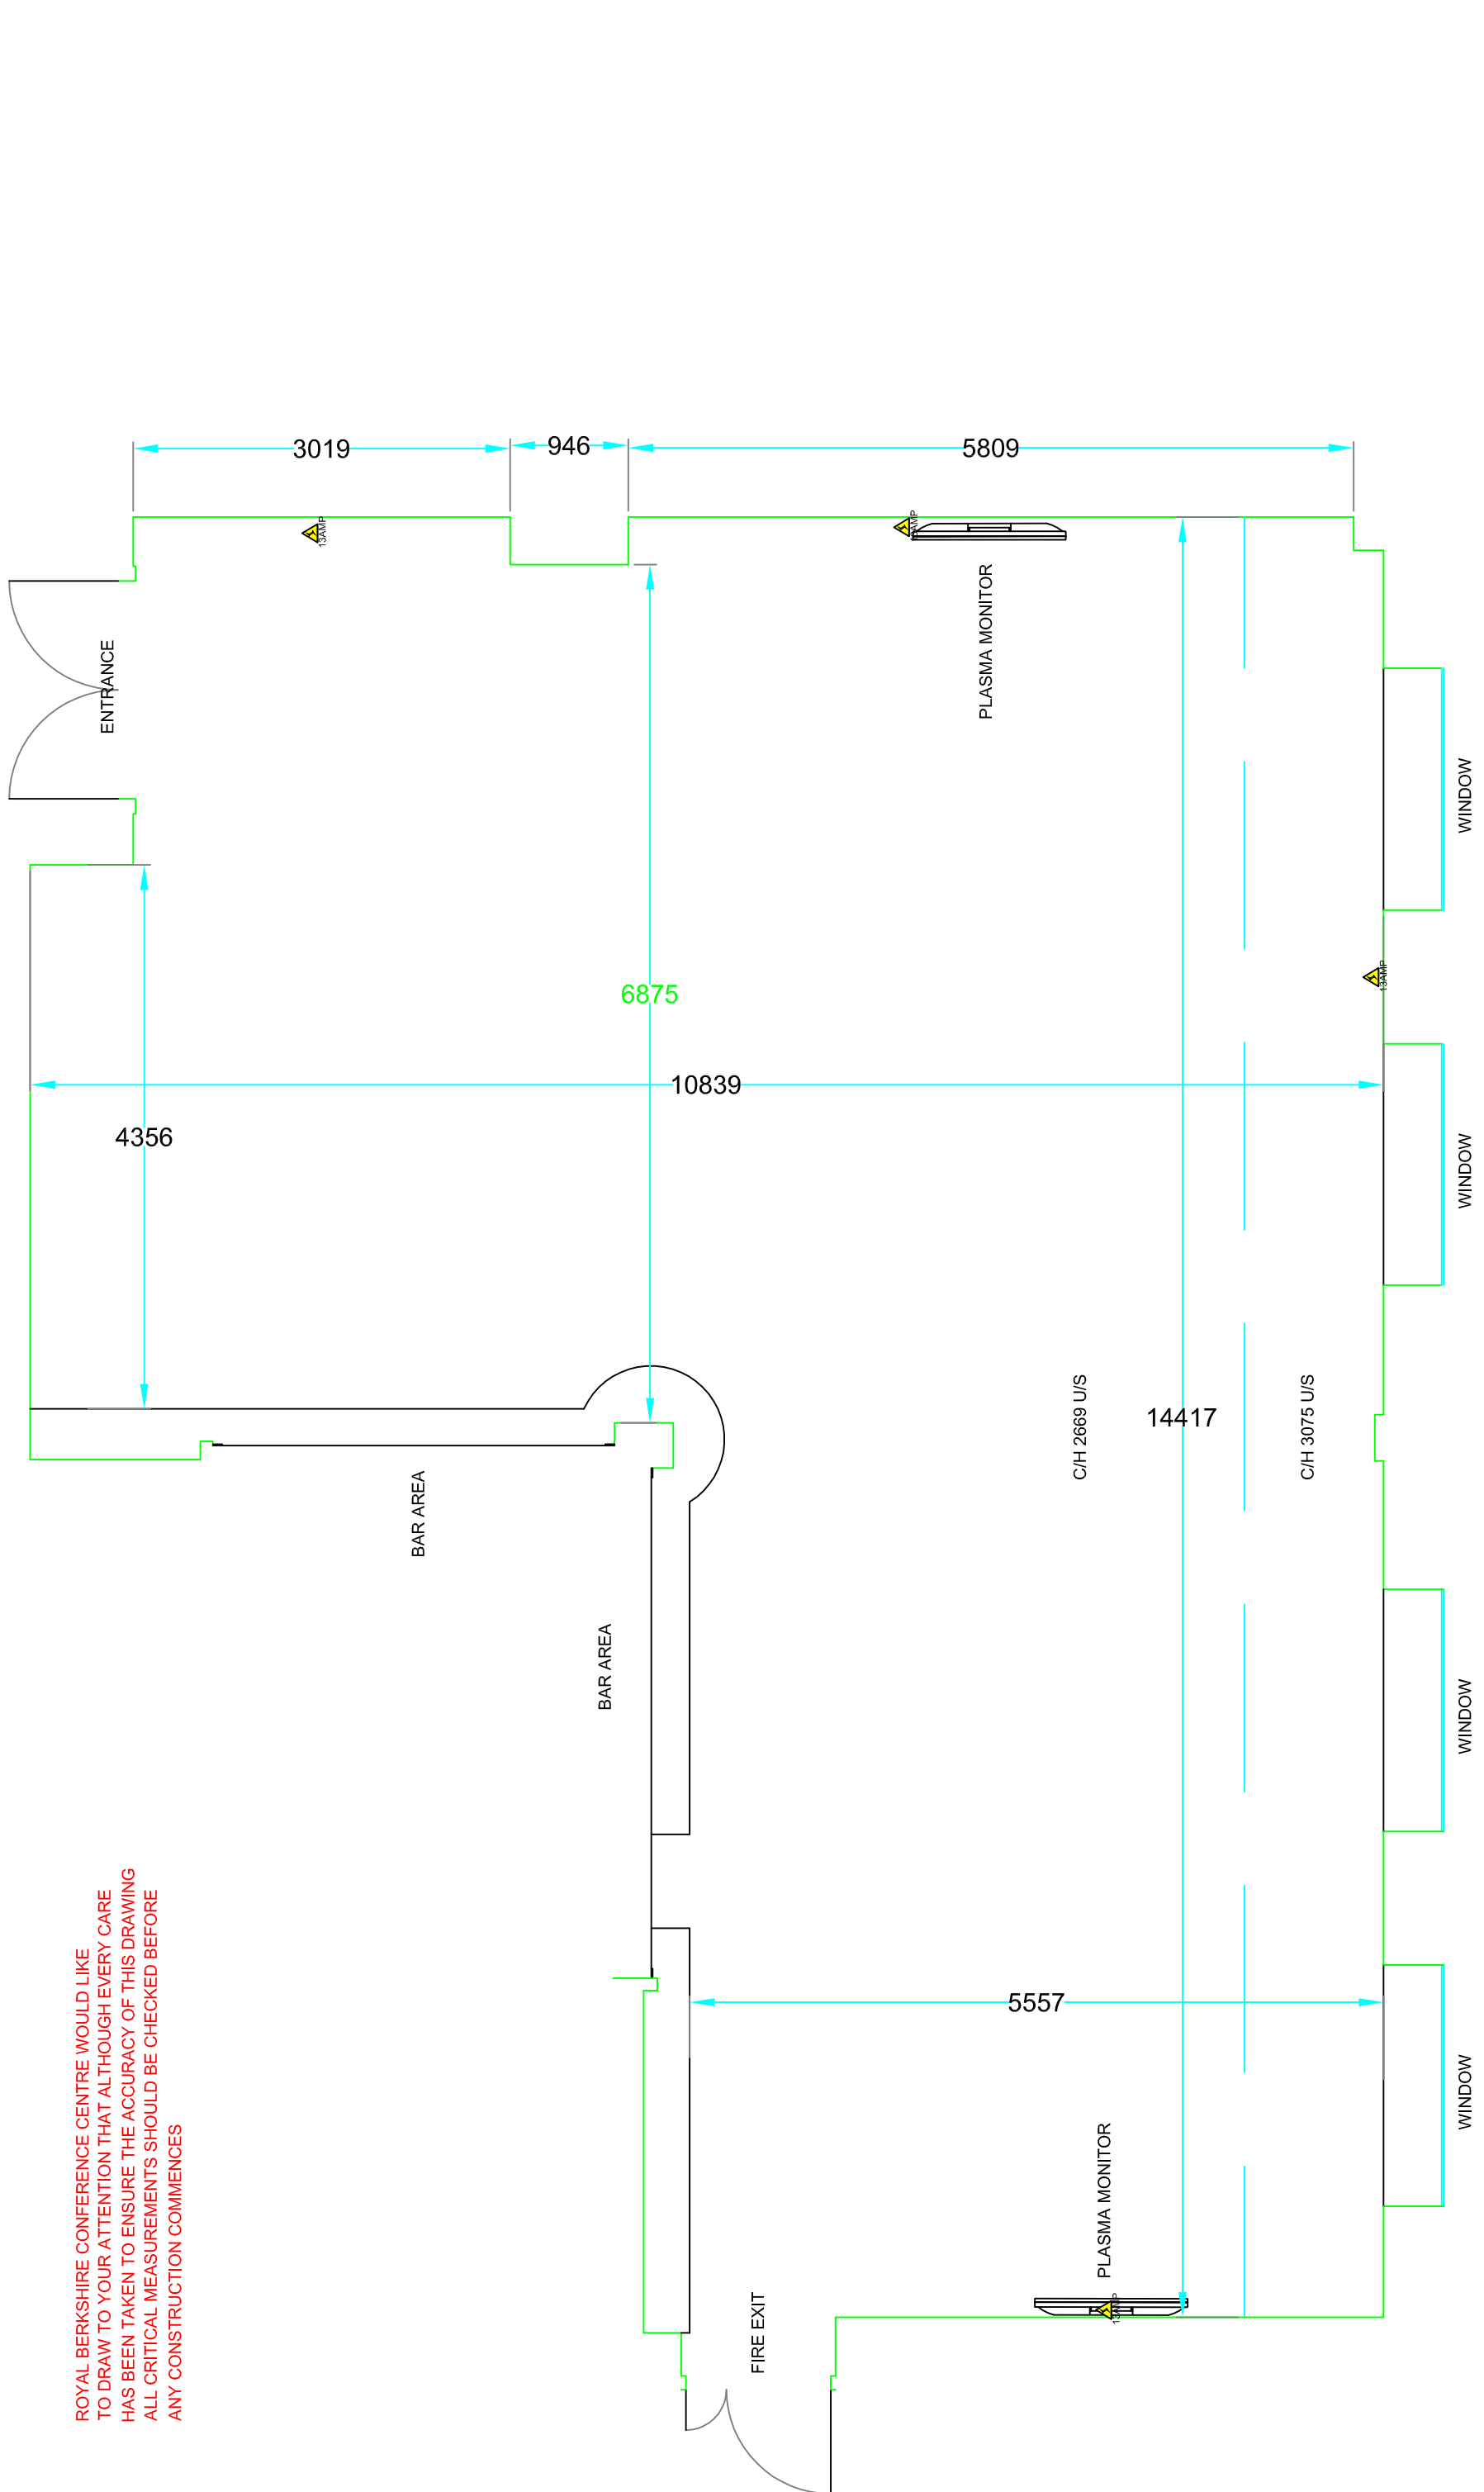 3019
946
5809
13AMP
13AMP
PLASMA MONITOR
ENTRANCE
WINDOW
13AMP
6875
10839
4356
WINDOW
14417
C/H 2669 U/S
C/H 3075 U/S
BAR AREA
BAR AREA
WINDOW
5557
WINDOW
PLASMA MONITOR
13AMP
FIRE EXIT
ROYAL BERKSHIRE CONFERENCE CENTRE WOULD LIKE
TO DRAW TO YOUR ATTENTION THAT ALTHOUGH EVERY CARE
HAS BEEN TAKEN TO ENSURE THE ACCURACY OF THIS DRAWING
ALL CRITICAL MEASUREMENTS SHOULD BE CHECKED BEFORE
ANY CONSTRUCTION COMMENCES